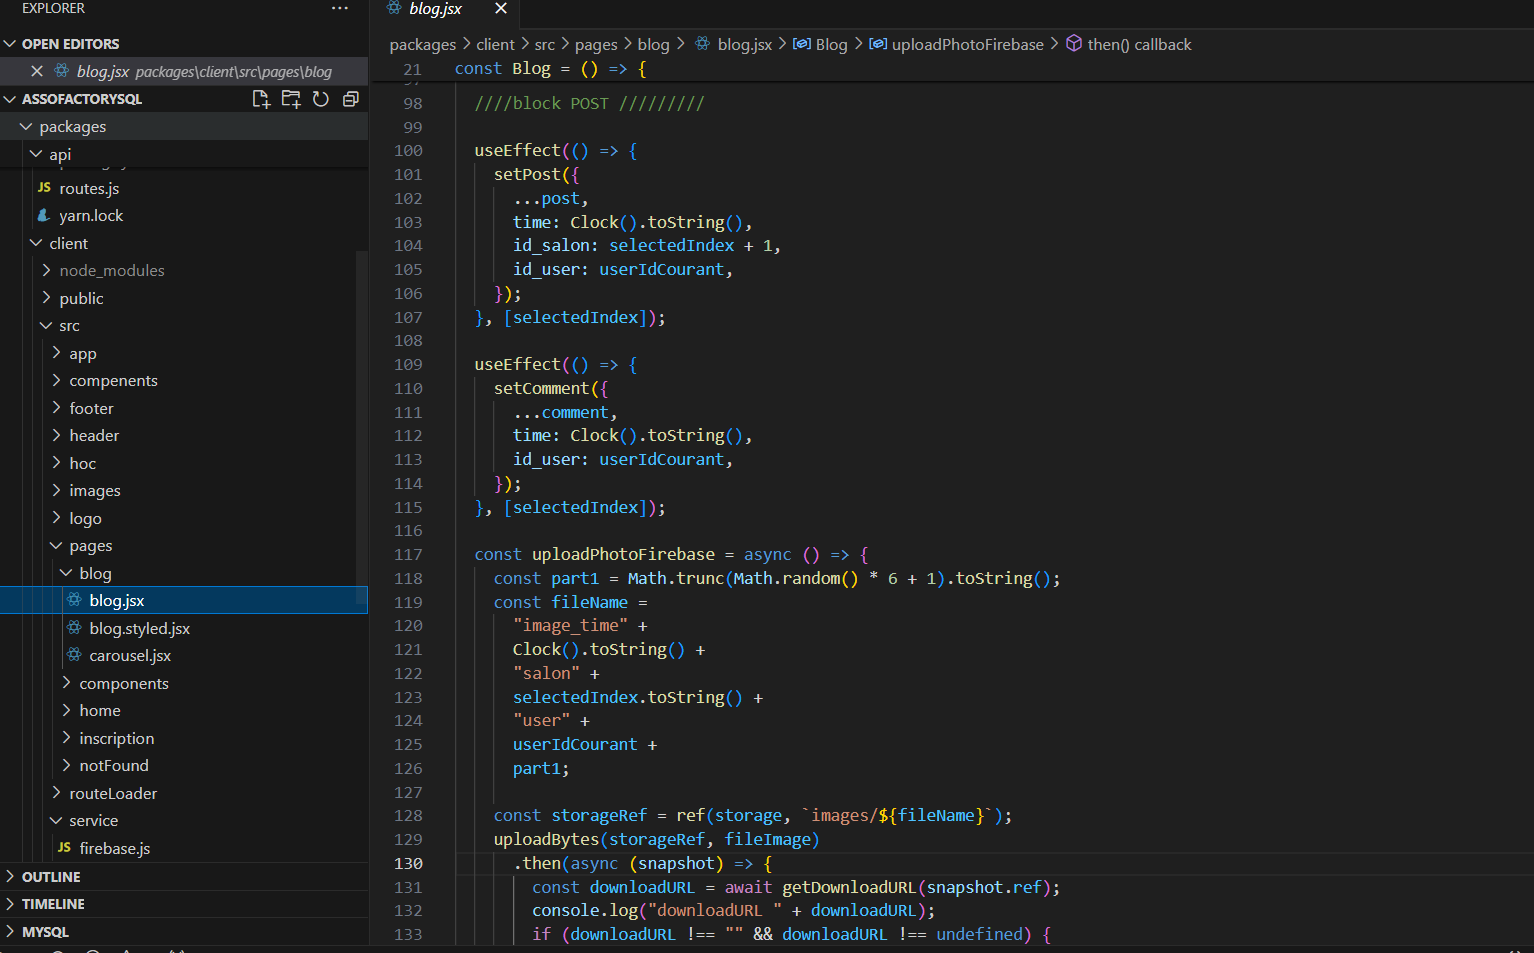 EXPLORER
OPEN EDITORS
blog.jsx packages\client\src\pages\blog
ASSOFACTORYSQL
packages
api
routes.js
yarn.lock
client
node_modules
public
src
app
compenents
footer
header
hoc
images
logo
pages
blog
blog.jsx
blog.styled.jsx
carousel.jsx
components
home
inscription
notFound
routeLoader
service
JS firebase.js
OUTLINE
TIMELINE
MYSQL
blog.jsx
packages > client > src > pages > blog > blog.jsx > Blog > uploadPhotoFirebase > then() callback
21 const Blog = () => {
98 ////block POST /////////
99
100 useEffect(() => {
101 setPost({
102 ...post,
103 time: Clock().toString(),
104 id_salon: selectedIndex + 1,
105 id_user: userIdCourant,
106 });
107 }, [selectedIndex]);
108
109 useEffect(() => {
110 setComment({
111 ...comment,
112 time: Clock().toString(),
113 id_user: userIdCourant,
114 });
115 }, [selectedIndex]);
116
117 const uploadPhotoFirebase = async () => {
118 const part1 = Math.trunc(Math.random() * 6 + 1).toString();
119 const fileName =
120 "image_time" +
121 Clock().toString() +
122 "salon" +
123 selectedIndex.toString() +
124 "user" +
125 userIdCourant +
126 part1;
127
128 const storageRef = ref(storage, `images/${fileName}`);
129 uploadBytes(storageRef, fileImage)
130 .then(async (snapshot) => {
131 const downloadURL = await getDownloadURL(snapshot.ref);
132 console.log("downloadURL " + downloadURL);
133 if (downloadURL !== "" && downloadURL !== undefined) {